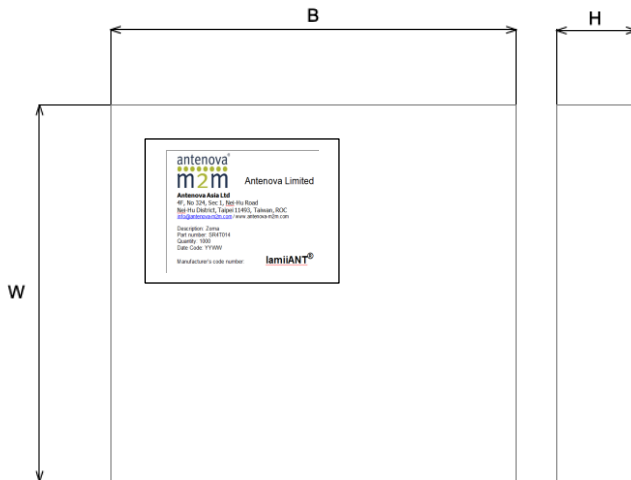 B
H
W
antenova®
m2m
Antenova Limited
Antenova Asia Ltd
4F, No 324, Sec 1, Nei-Hu Road
Nei-Hu District, Taipei 11493, Taiwan, ROC
info@antenova-m2m.com / www.antenova-m2m.com
Description: Zoma
Part number: SR4T014
Quantity: 1000
Date Code: YYWW
Manufacturer's code number:
lamiiANT®